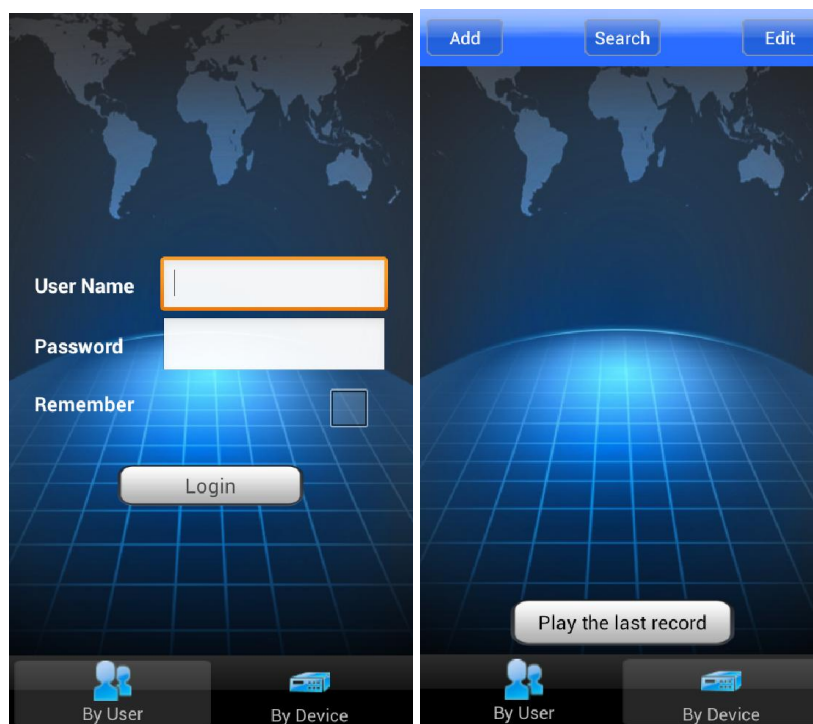 User Name
Password
Remember
Login
By User By Device
Add Search Edit
Play the last record
By User By Device